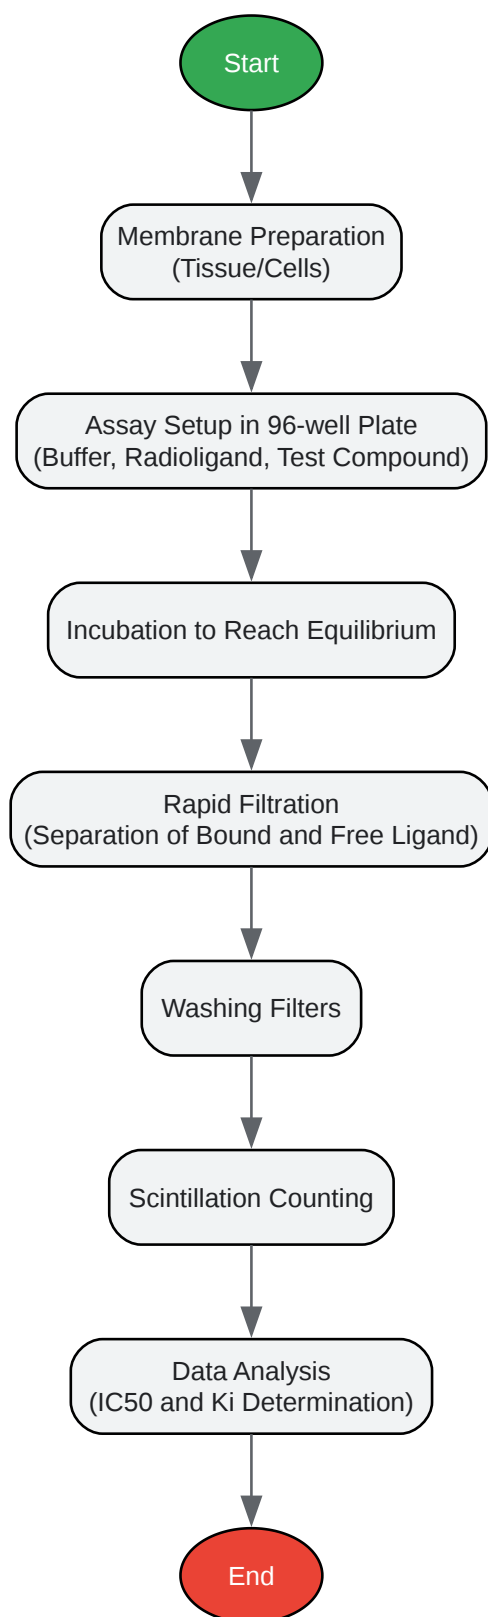 Start
Membrane Preparation
(Tissue/Cells)
Assay Setup in 96-well Plate
(Buffer, Radioligand, Test Compound)
Incubation to Reach Equilibrium
Rapid Filtration
(Separation of Bound and Free Ligand)
Washing Filters
Scintillation Counting
Data Analysis
(IC50 and Ki Determination)
End